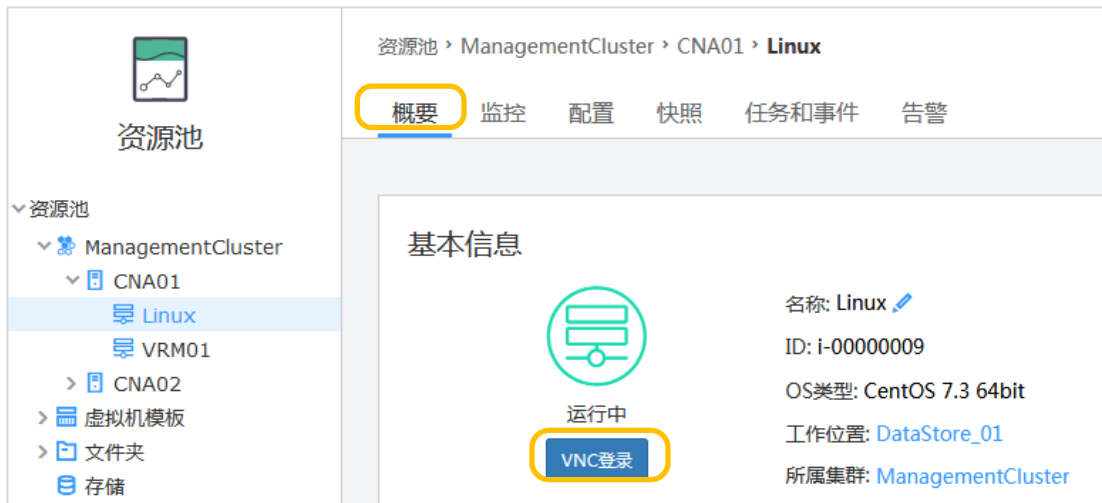 资源池
资源池
ManagementCluster
CNA01
Linux
VRM01
CNA02
虚拟机模板
文件夹
存储
资源池 > ManagementCluster > CNA01 > Linux
概要 监控 配置 快照 任务和事件 告警
基本信息
运行中
VNC登录
名称: Linux
ID: i-00000009
OS类型: CentOS 7.3 64bit
工作位置: DataStore_01
所属集群: ManagementCluster